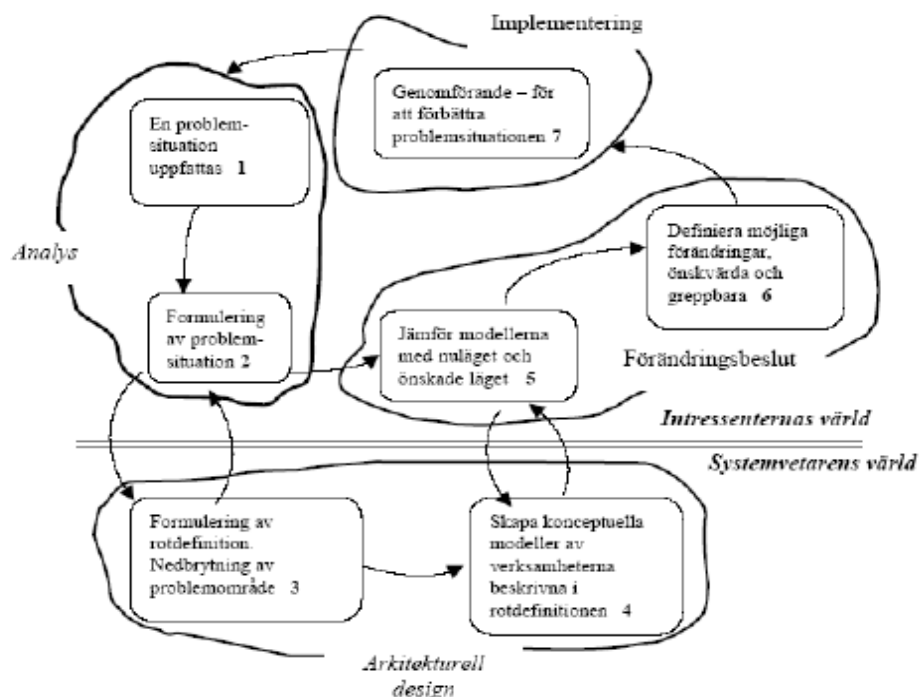 Implementering
Genomförande – för
att förbättra
problemsituationen 7
En problem-
situation
uppfattas 1
Analys
Definiera möjliga
förändringar,
önskvärda och
greppbara 6
Formulering
av problem-
situation 2
Jämför modellerna
med nuläget och
önskade läget 5
Förändringsbeslut
Intressenternas värld
Systemvetarens värld
Formulering av
rotdefinition.
Nedbrytning av
problemområde 3
Skapa konceptuella
modeller av
verksamheterna
beskrivna i
rotdefinitionen 4
Arkitekturell
design